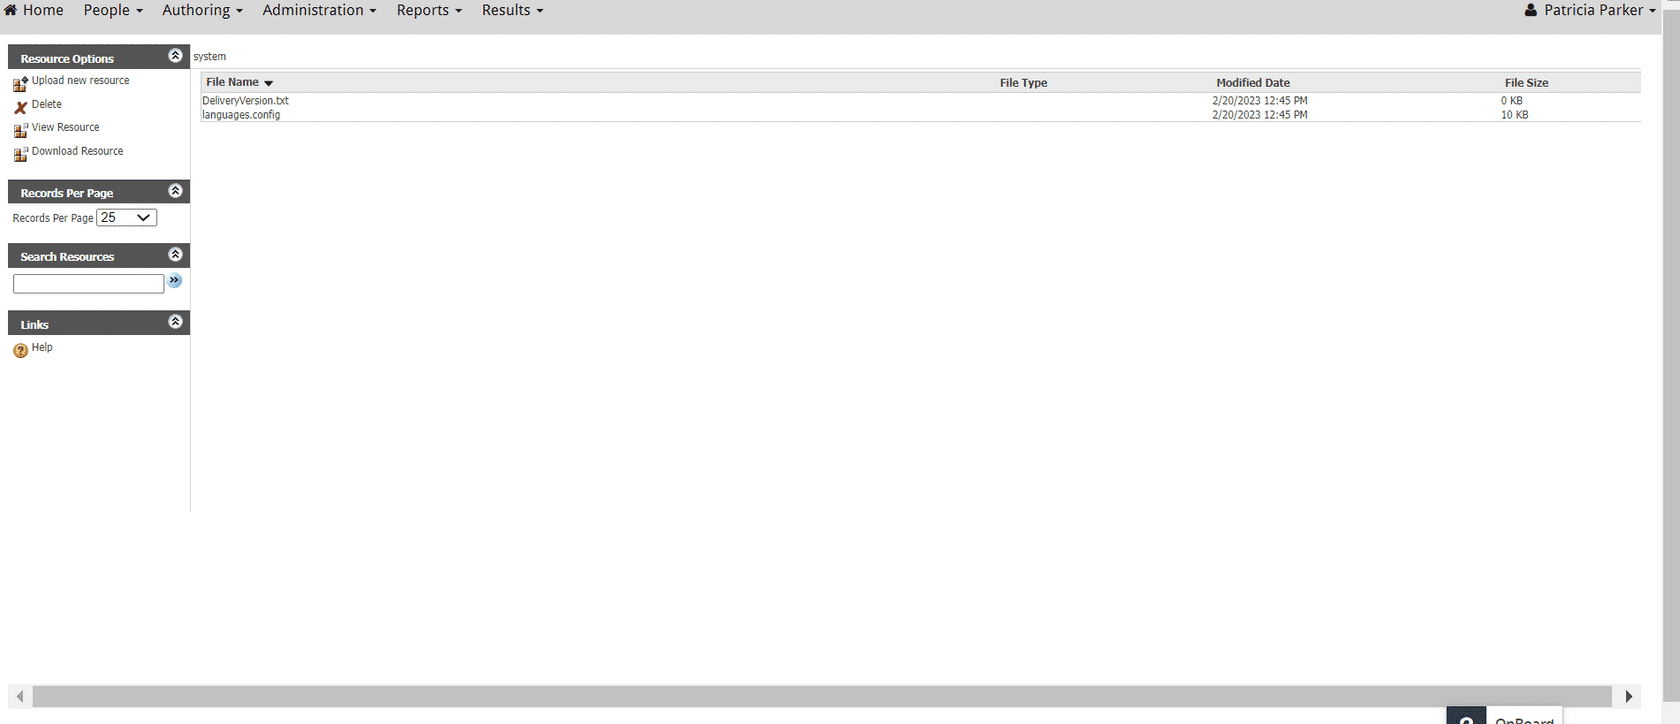 Home People Authoring Administration Reports Results Patricia Parker
Resource Options
Upload new resource
Delete
View Resource
Download Resource
Records Per Page
Records Per Page 25
Search Resources
Links
Help
system
File Name File Type Modified Date File Size
DeliveryVersion.txt 2/20/2023 12:45 PM 0 KB
languages.config 2/20/2023 12:45 PM 10 KB
OnBoard